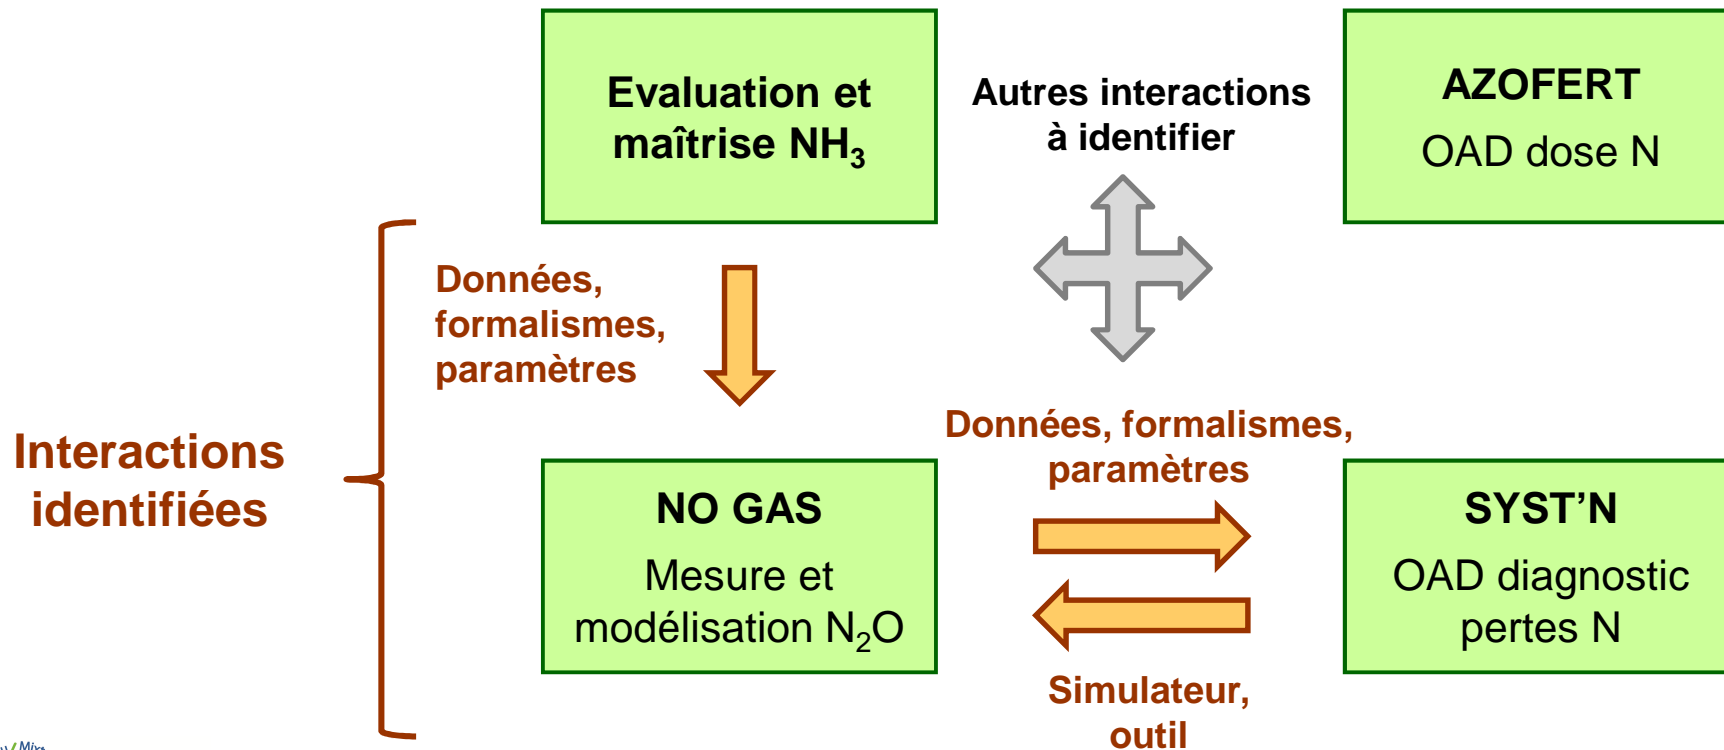 Evaluation et
maîtrise NH₃
Autres interactions
à identifier
AZOFERT
OAD dose N
Données,
formalismes,
paramètres
Interactions
identifiées
Données, formalismes,
paramètres
NO GAS
Mesure et
modélisation N₂O
SYST’N
OAD diagnostic
pertes N
Simulateur,
outil